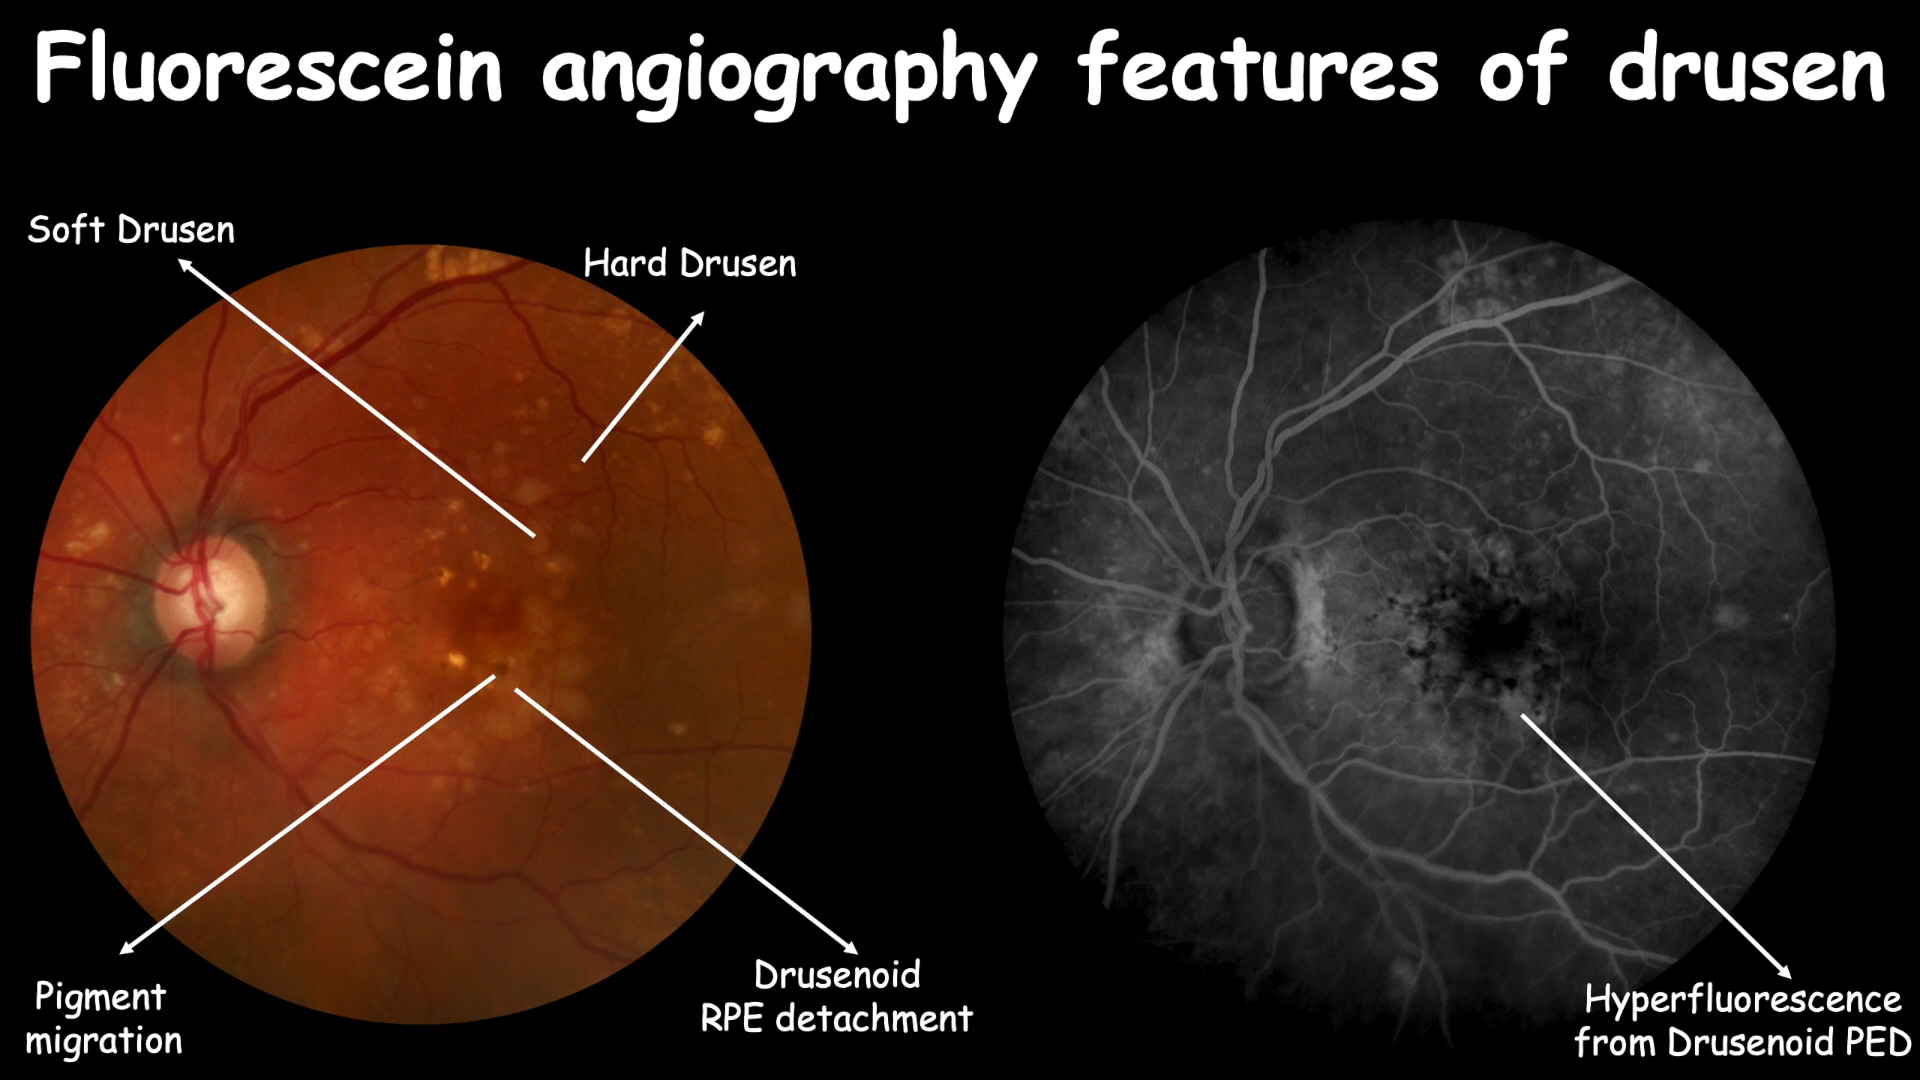 Fluorescein angiography features of drusen
Soft Drusen
Hard Drusen
Pigment
migration
Drusenoid
RPE detachment
Hyperfluorescence
from Drusenoid PED